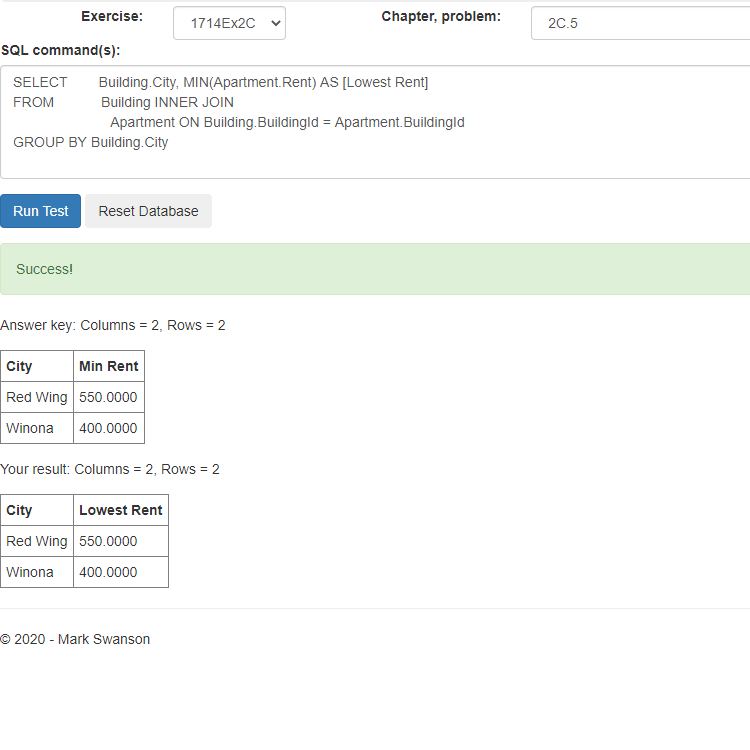 Exercise: 1714Ex2C Chapter, problem: 2C.5
SQL command(s):
SELECT Building.City, MIN(Apartment.Rent) AS [Lowest Rent]
FROM Building INNER JOIN
Apartment ON Building.BuildingId = Apartment.BuildingId
GROUP BY Building.City
Run Test Reset Database
Success!
Answer key: Columns = 2, Rows = 2
City Min Rent
Red Wing 550.0000
Winona 400.0000
Your result: Columns = 2, Rows = 2
City Lowest Rent
Red Wing 550.0000
Winona 400.0000
© 2020 - Mark Swanson